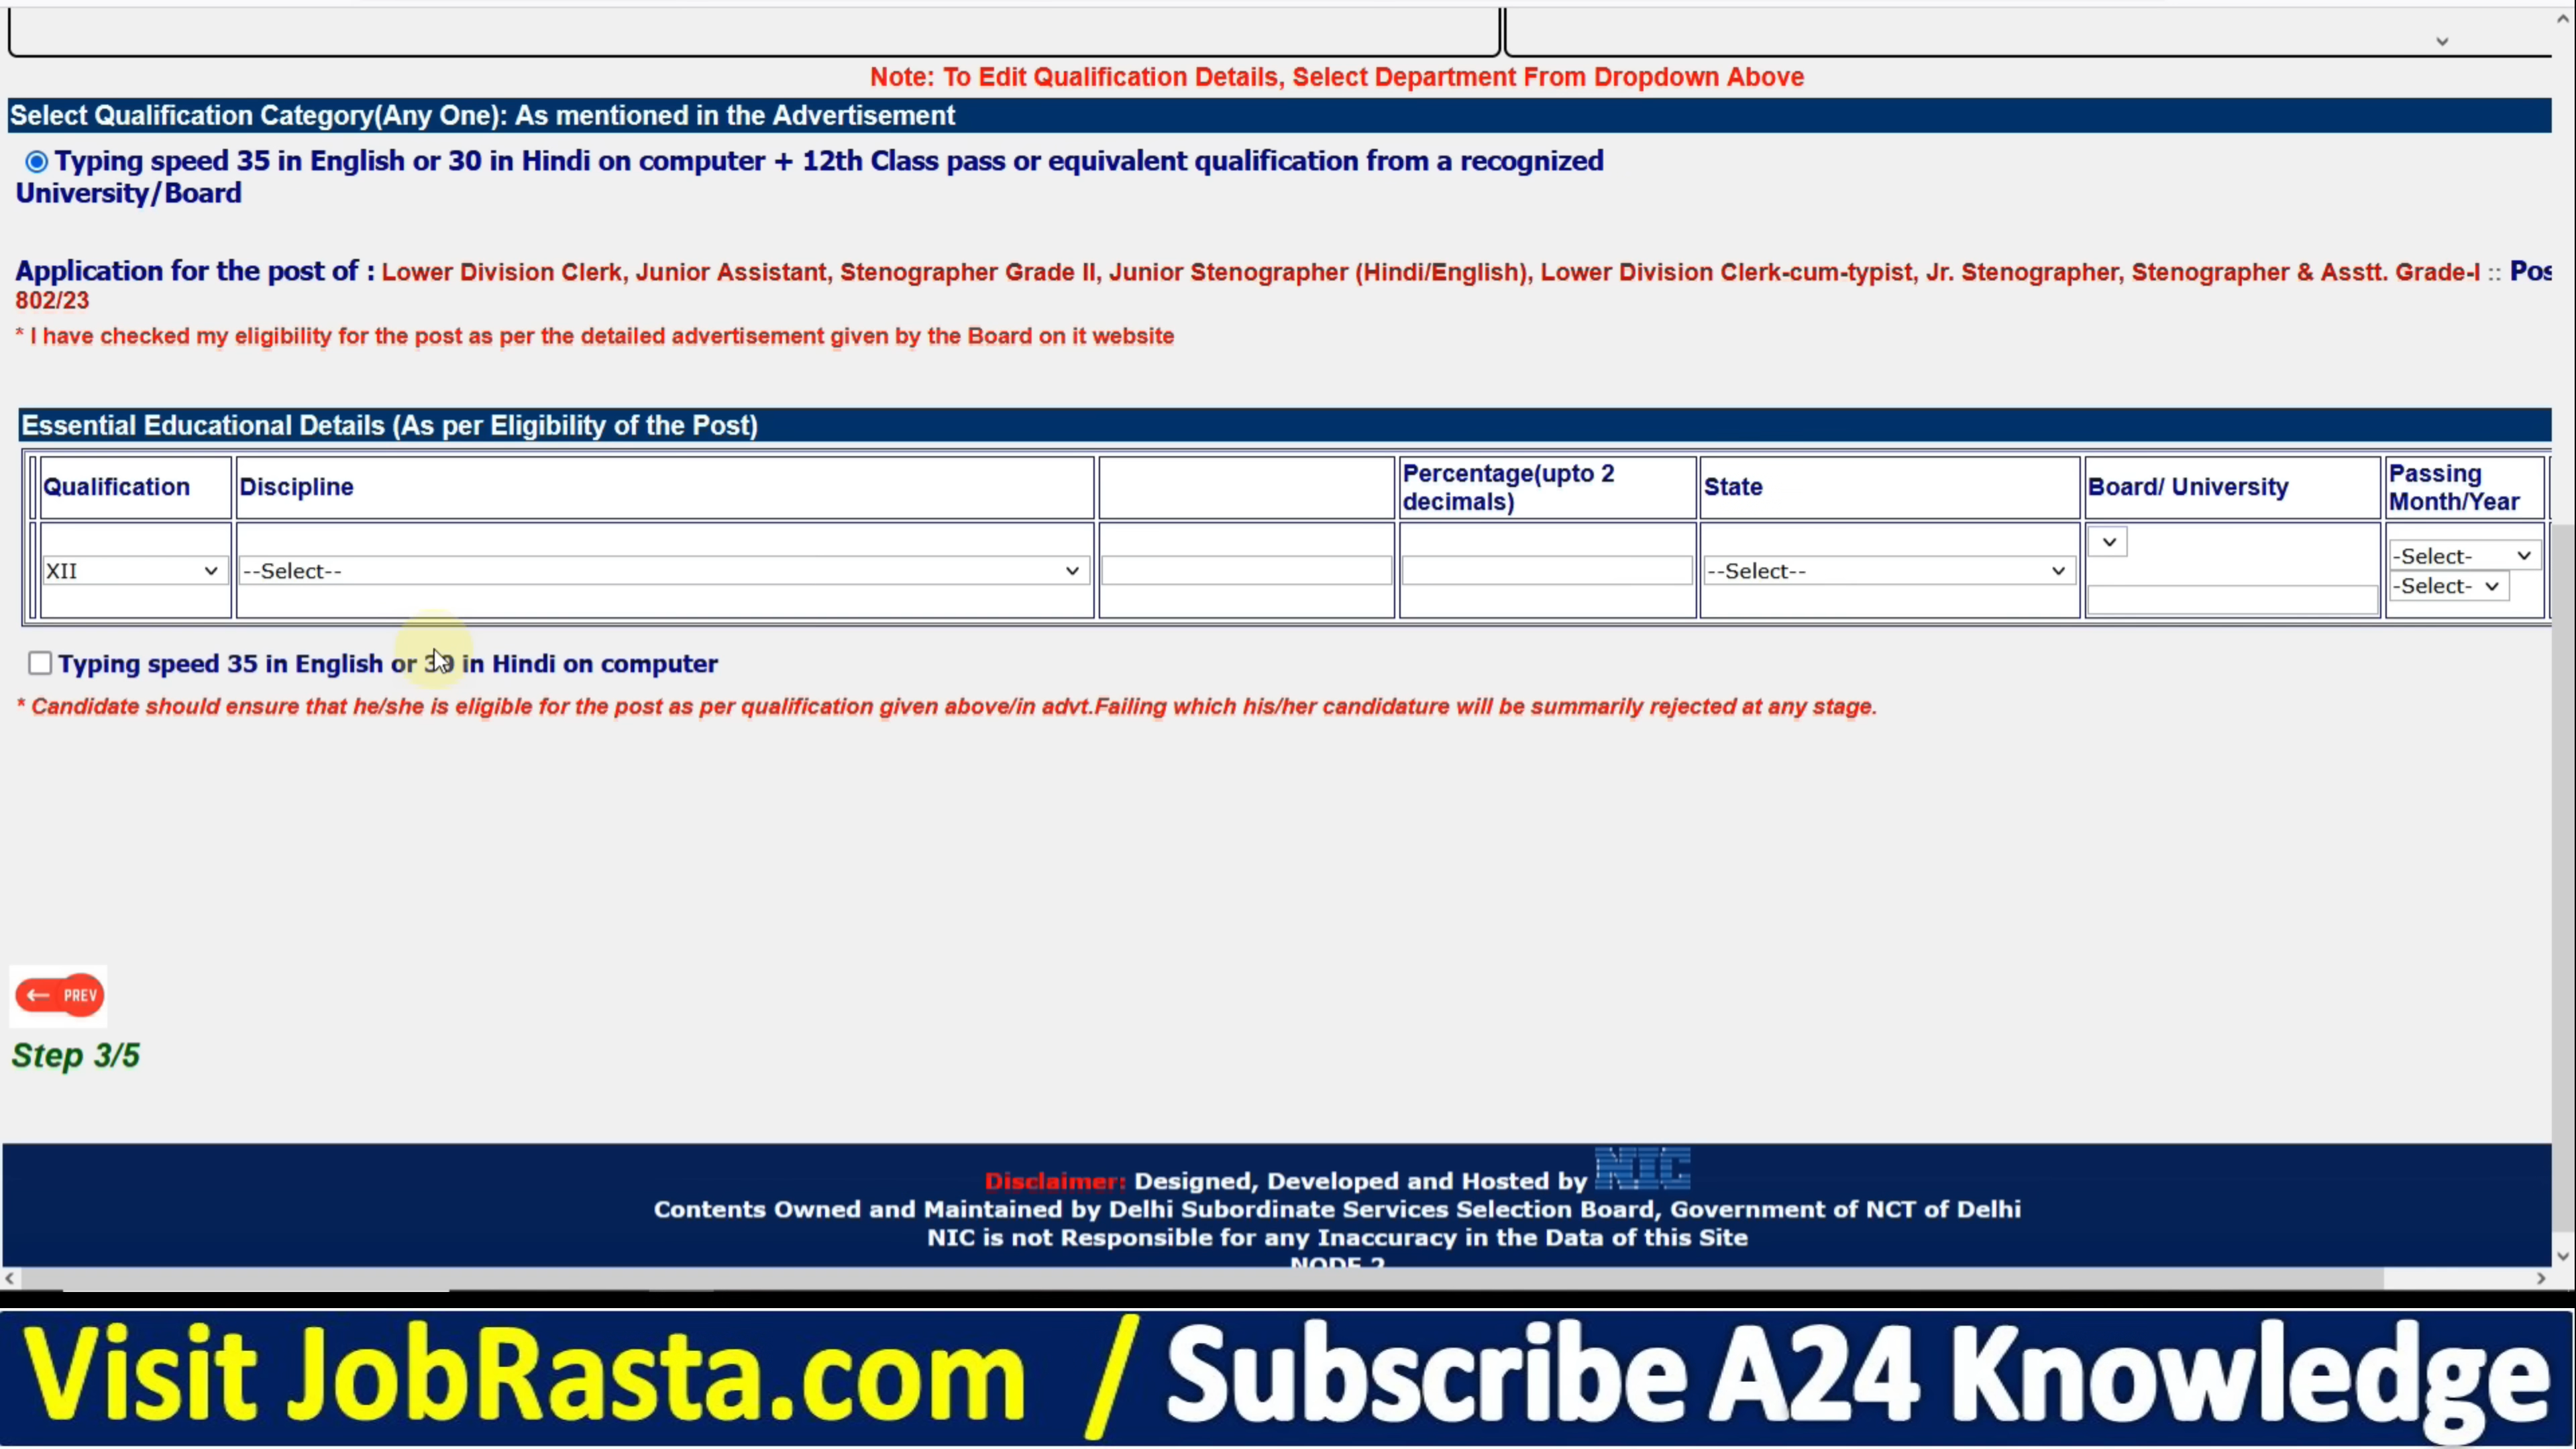 Note: To Edit Qualification Details, Select Department From Dropdown Above
Select Qualification Category(Any One): As mentioned in the Advertisement
Typing speed 35 in English or 30 in Hindi on computer + 12th Class pass or equivalent qualification from a recognized
University/Board
Application for the post of : Lower Division Clerk, Junior Assistant, Stenographer Grade II, Junior Stenographer (Hindi/English), Lower Division Clerk-cum-typist, Jr. Stenographer, Stenographer & Asstt. Grade-I :: Pos
802/23
* I have checked my eligibility for the post as per the detailed advertisement given by the Board on it website
Essential Educational Details (As per Eligibility of the Post)
Qualification Discipline Percentage(upto 2 decimals) State Board/ University Passing Month/Year
XII --Select-- --Select-- -Select-
-Select-
Typing speed 35 in English or 30 in Hindi on computer
* Candidate should ensure that he/she is eligible for the post as per qualification given above/in advt.Failing which his/her candidature will be summarily rejected at any stage.
← PREV
Step 3/5
Disclaimer: Designed, Developed and Hosted by NIC
Contents Owned and Maintained by Delhi Subordinate Services Selection Board, Government of NCT of Delhi
NIC is not Responsible for any Inaccuracy in the Data of this Site
NODE 2
Visit JobRasta.com / Subscribe A24 Knowledge